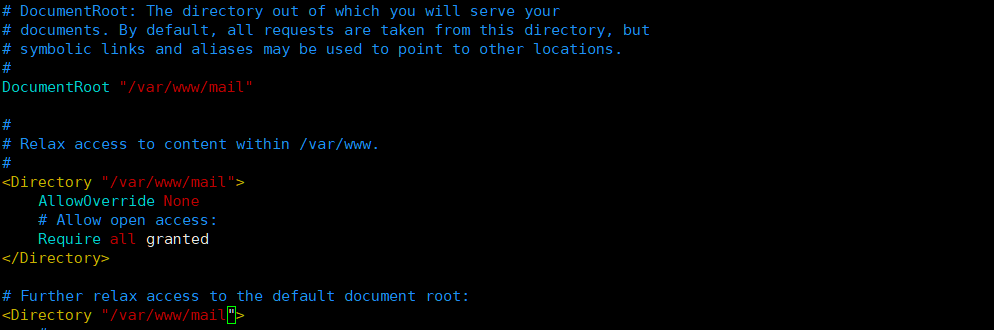 # DocumentRoot: The directory out of which you will serve your
# documents. By default, all requests are taken from this directory, but
# symbolic links and aliases may be used to point to other locations.
#
DocumentRoot "/var/www/mail"
#
# Relax access to content within /var/www.
#
<Directory "/var/www/mail">
    AllowOverride None
    # Allow open access:
    Require all granted
</Directory>
# Further relax access to the default document root:
<Directory "/var/www/mail">
    #